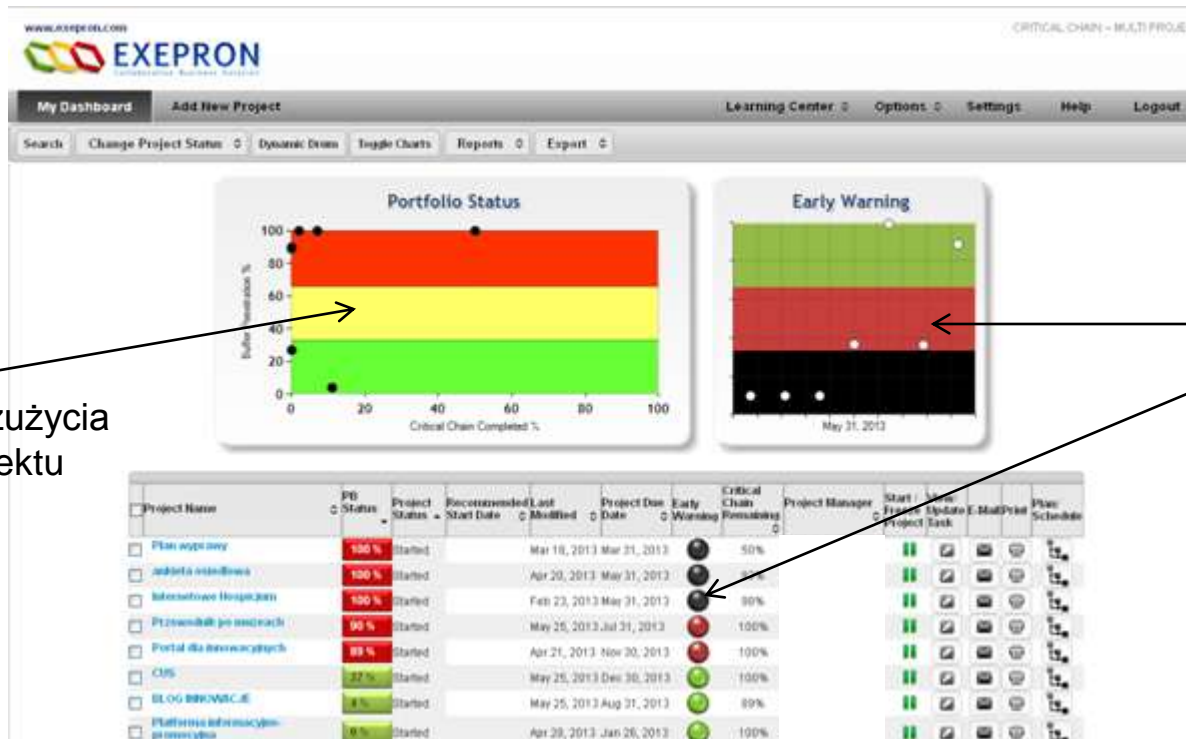 www.exepron.com
EXEPRON
Collaborative Business Solution
CRITICAL CHAIN – MULTI PROJE
My Dashboard Add New Project Learning Center Options Settings Help Logout
Search Change Project Status Dynamic Drum Toggle Charts Reports Export
Portfolio Status
Buffer Penetration %
100
80
60
40
20
0
0 20 40 60 80 100
Critical Chain Completed %
Early Warning
May 31, 2013
zużycia
ektu
Project Name PB Status Project Status Recommended Start Date Last Modified Project Due Date Early Warning Critical Chain Remaining Project Manager Start / Freeze Project View/ Update Task E-Mail Print Plan/ Schedule
Plan wyprawy 100 % Started Mar 18, 2013 Mar 31, 2013 50%
ankieta osiedlowa 100 % Started Apr 20, 2013 May 31, 2013
Internetowe Hospicjum 100 % Started Feb 23, 2013 May 31, 2013
Przewodnik po muzeach 90 % Started May 25, 2013 Jul 31, 2013 100%
Portal dla innowacyjnych 89 % Started Apr 21, 2013 Nov 30, 2013 100%
CUS Started May 25, 2013 Dec 30, 2013 100%
BLOG INNOWACJE 4 % Started May 25, 2013 Aug 31, 2013 89%
Platforma informacyjno-promocyjna 0 % Started Apr 28, 2013 Jan 26, 2013 100%